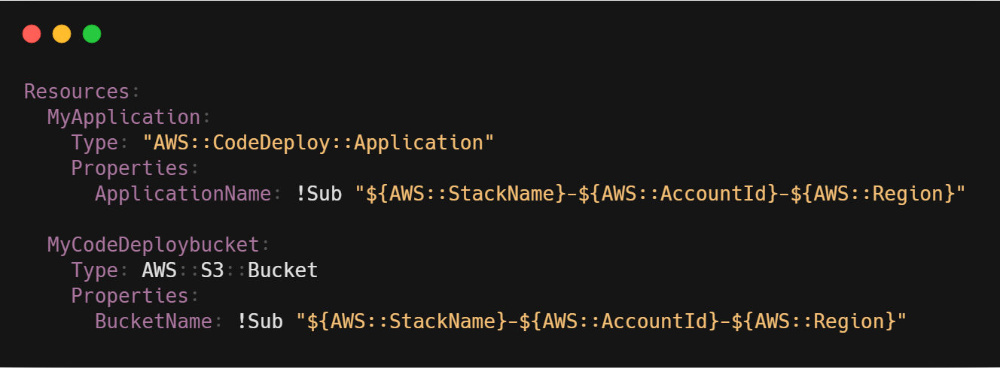 Resources:
  MyApplication:
    Type: "AWS::CodeDeploy::Application"
    Properties:
      ApplicationName: !Sub "${AWS::StackName}-${AWS::AccountId}-${AWS::Region}"

  MyCodeDeploybucket:
    Type: AWS::S3::Bucket
    Properties:
      BucketName: !Sub "${AWS::StackName}-${AWS::AccountId}-${AWS::Region}"